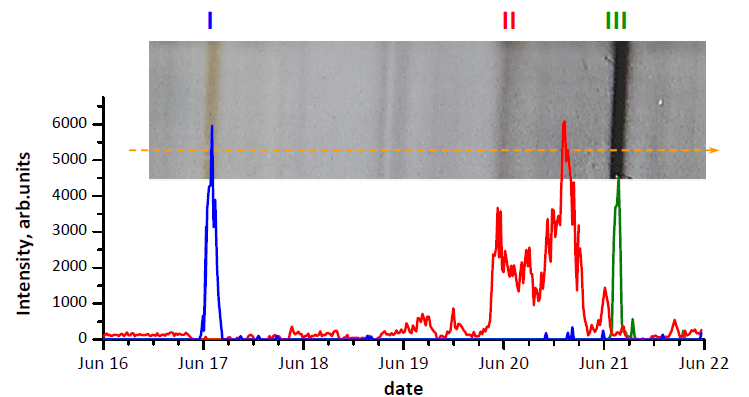 I II III
6000
5000
4000
3000
2000
1000
0
Intensity, arb.units
Jun 16 Jun 17 Jun 18 Jun 19 Jun 20 Jun 21 Jun 22
date